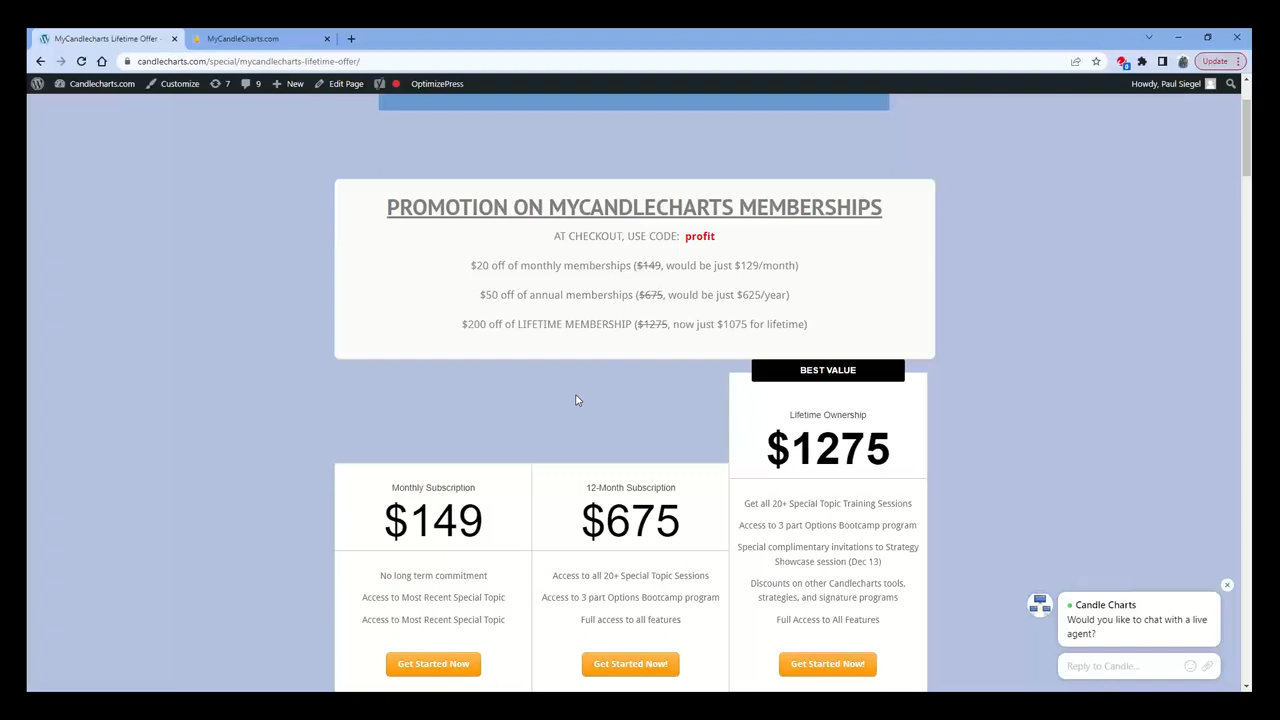 MyCandlecharts Lifetime Offer -
MyCandleCharts.com
candlecharts.com/special/mycandlecharts-lifetime-offer/
Update
Candlecharts.com
Customize
7
9
New
Edit Page
OptimizePress
Howdy, Paul Siegel
PROMOTION ON MYCANDLECHARTS MEMBERSHIPS
AT CHECKOUT, USE CODE: profit
$20 off of monthly memberships ($149, would be just $129/month)
$50 off of annual memberships ($675, would be just $625/year)
$200 off of LIFETIME MEMBERSHIP ($1275, now just $1075 for lifetime)
BEST VALUE
Lifetime Ownership
$1275
Get all 20+ Special Topic Training Sessions
Access to 3 part Options Bootcamp program
Special complimentary invitations to Strategy
Showcase session (Dec 13)
Discounts on other Candlecharts tools,
strategies, and signature programs
Full Access to All Features
Get Started Now!
Monthly Subscription
$149
No long term commitment
Access to Most Recent Special Topic
Access to Most Recent Special Topic
Get Started Now
12-Month Subscription
$675
Access to all 20+ Special Topic Sessions
Access to 3 part Options Bootcamp program
Full access to all features
Get Started Now!
Candle Charts
Would you like to chat with a live
agent?
Reply to Candle...